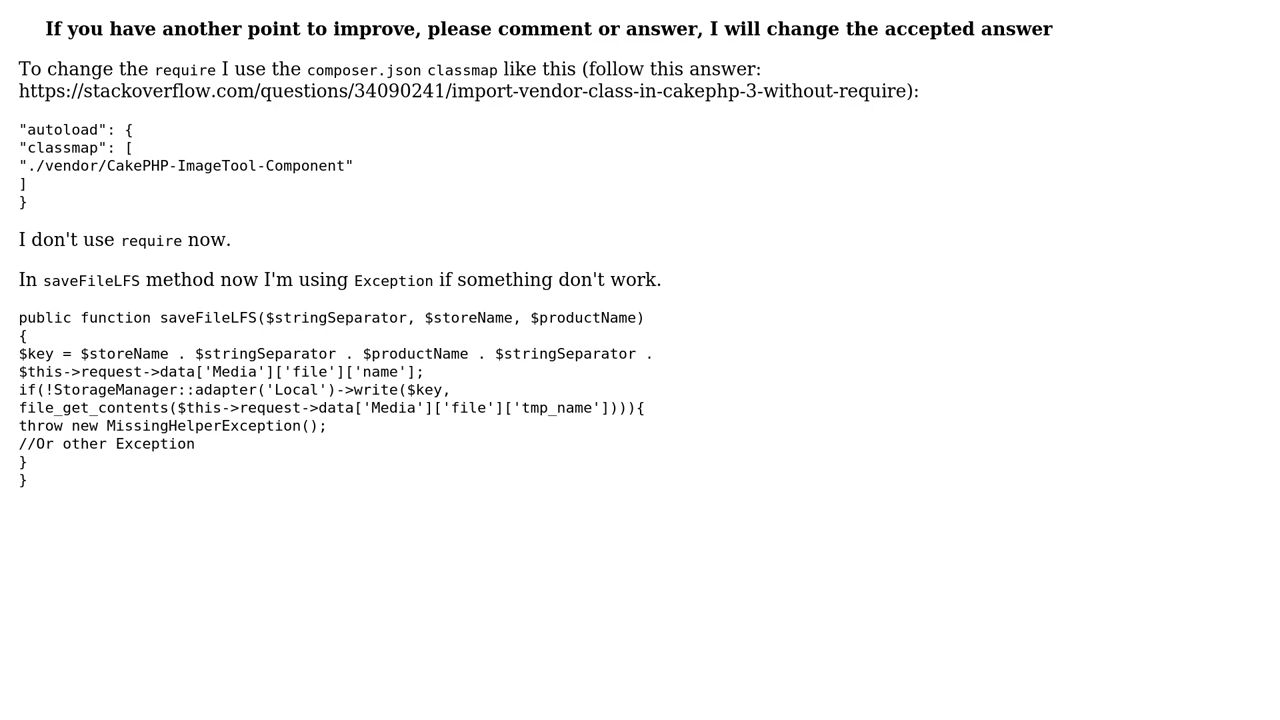 If you have another point to improve, please comment or answer, I will change the accepted answer
To change the require I use the composer.json classmap like this (follow this answer:
https://stackoverflow.com/questions/34090241/import-vendor-class-in-cakephp-3-without-require):
"autoload": {
"classmap": [
"./vendor/CakePHP-ImageTool-Component"
]
}
I don't use require now.
In saveFileLFS method now I'm using Exception if something don't work.
public function saveFileLFS($stringSeparator, $storeName, $productName)
{
$key = $storeName . $stringSeparator . $productName . $stringSeparator .
$this->request->data['Media']['file']['name'];
if(!StorageManager::adapter('Local')->write($key,
file_get_contents($this->request->data['Media']['file']['tmp_name']))){
throw new MissingHelperException();
//Or other Exception
}
}